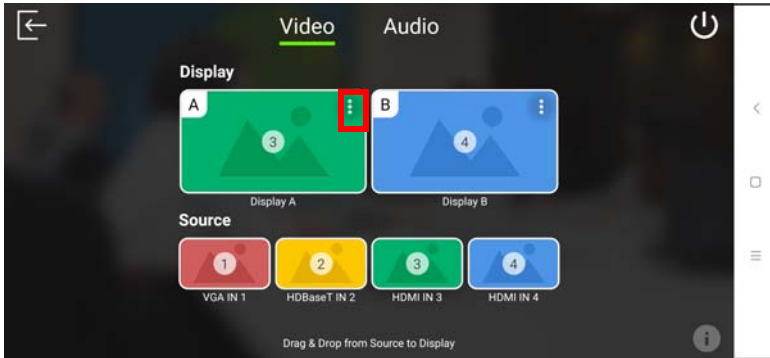 Video Audio
Display
A B
3 4
Display A Display B
Source
1 2 3 4
VGA IN 1 HDBaseT IN 2 HDMI IN 3 HDMI IN 4
Drag & Drop from Source to Display
i